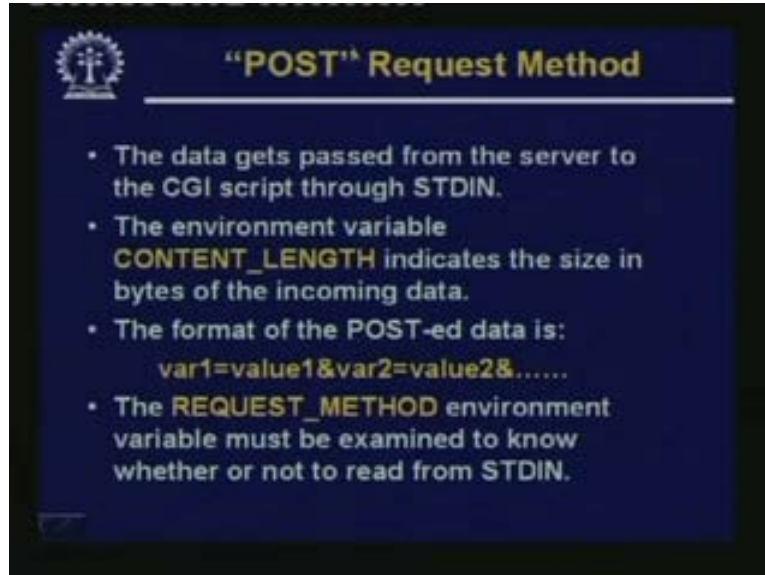 “POST” Request Method
• The data gets passed from the server to
the CGI script through STDIN.
• The environment variable
CONTENT_LENGTH indicates the size in
bytes of the incoming data.
• The format of the POST-ed data is:
var1=value1&var2=value2&......
• The REQUEST_METHOD environment
variable must be examined to know
whether or not to read from STDIN.